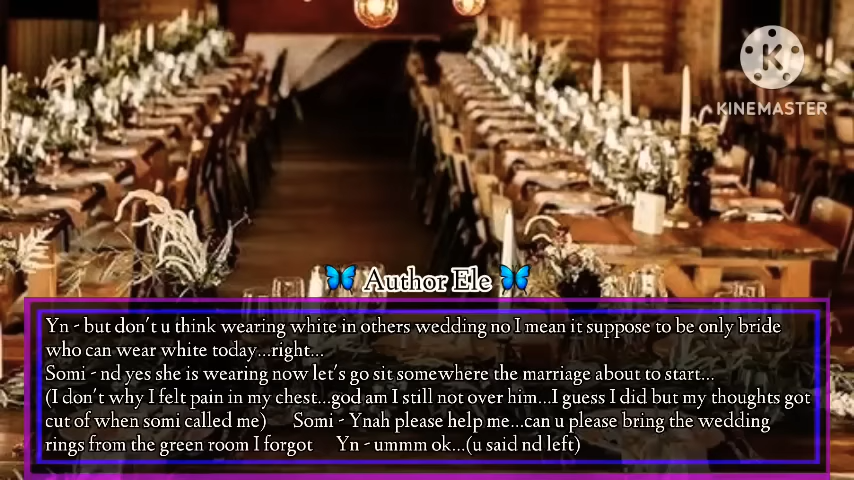 K
KINEMASTER
🦋 Author Ele 🦋
Yn - but don't u think wearing white in others wedding no I mean it suppose to be only bride
who can wear white today...right...
Somi - nd yes she is wearing now let's go sit somewhere the marriage about to start...
(I don't why I felt pain in my chest...god am I still not over him...I guess I did but my thoughts got
cut of when somi called me) Somi - Ynah please help me...can u please bring the wedding
rings from the green room I forgot Yn - ummm ok...(u said nd left)